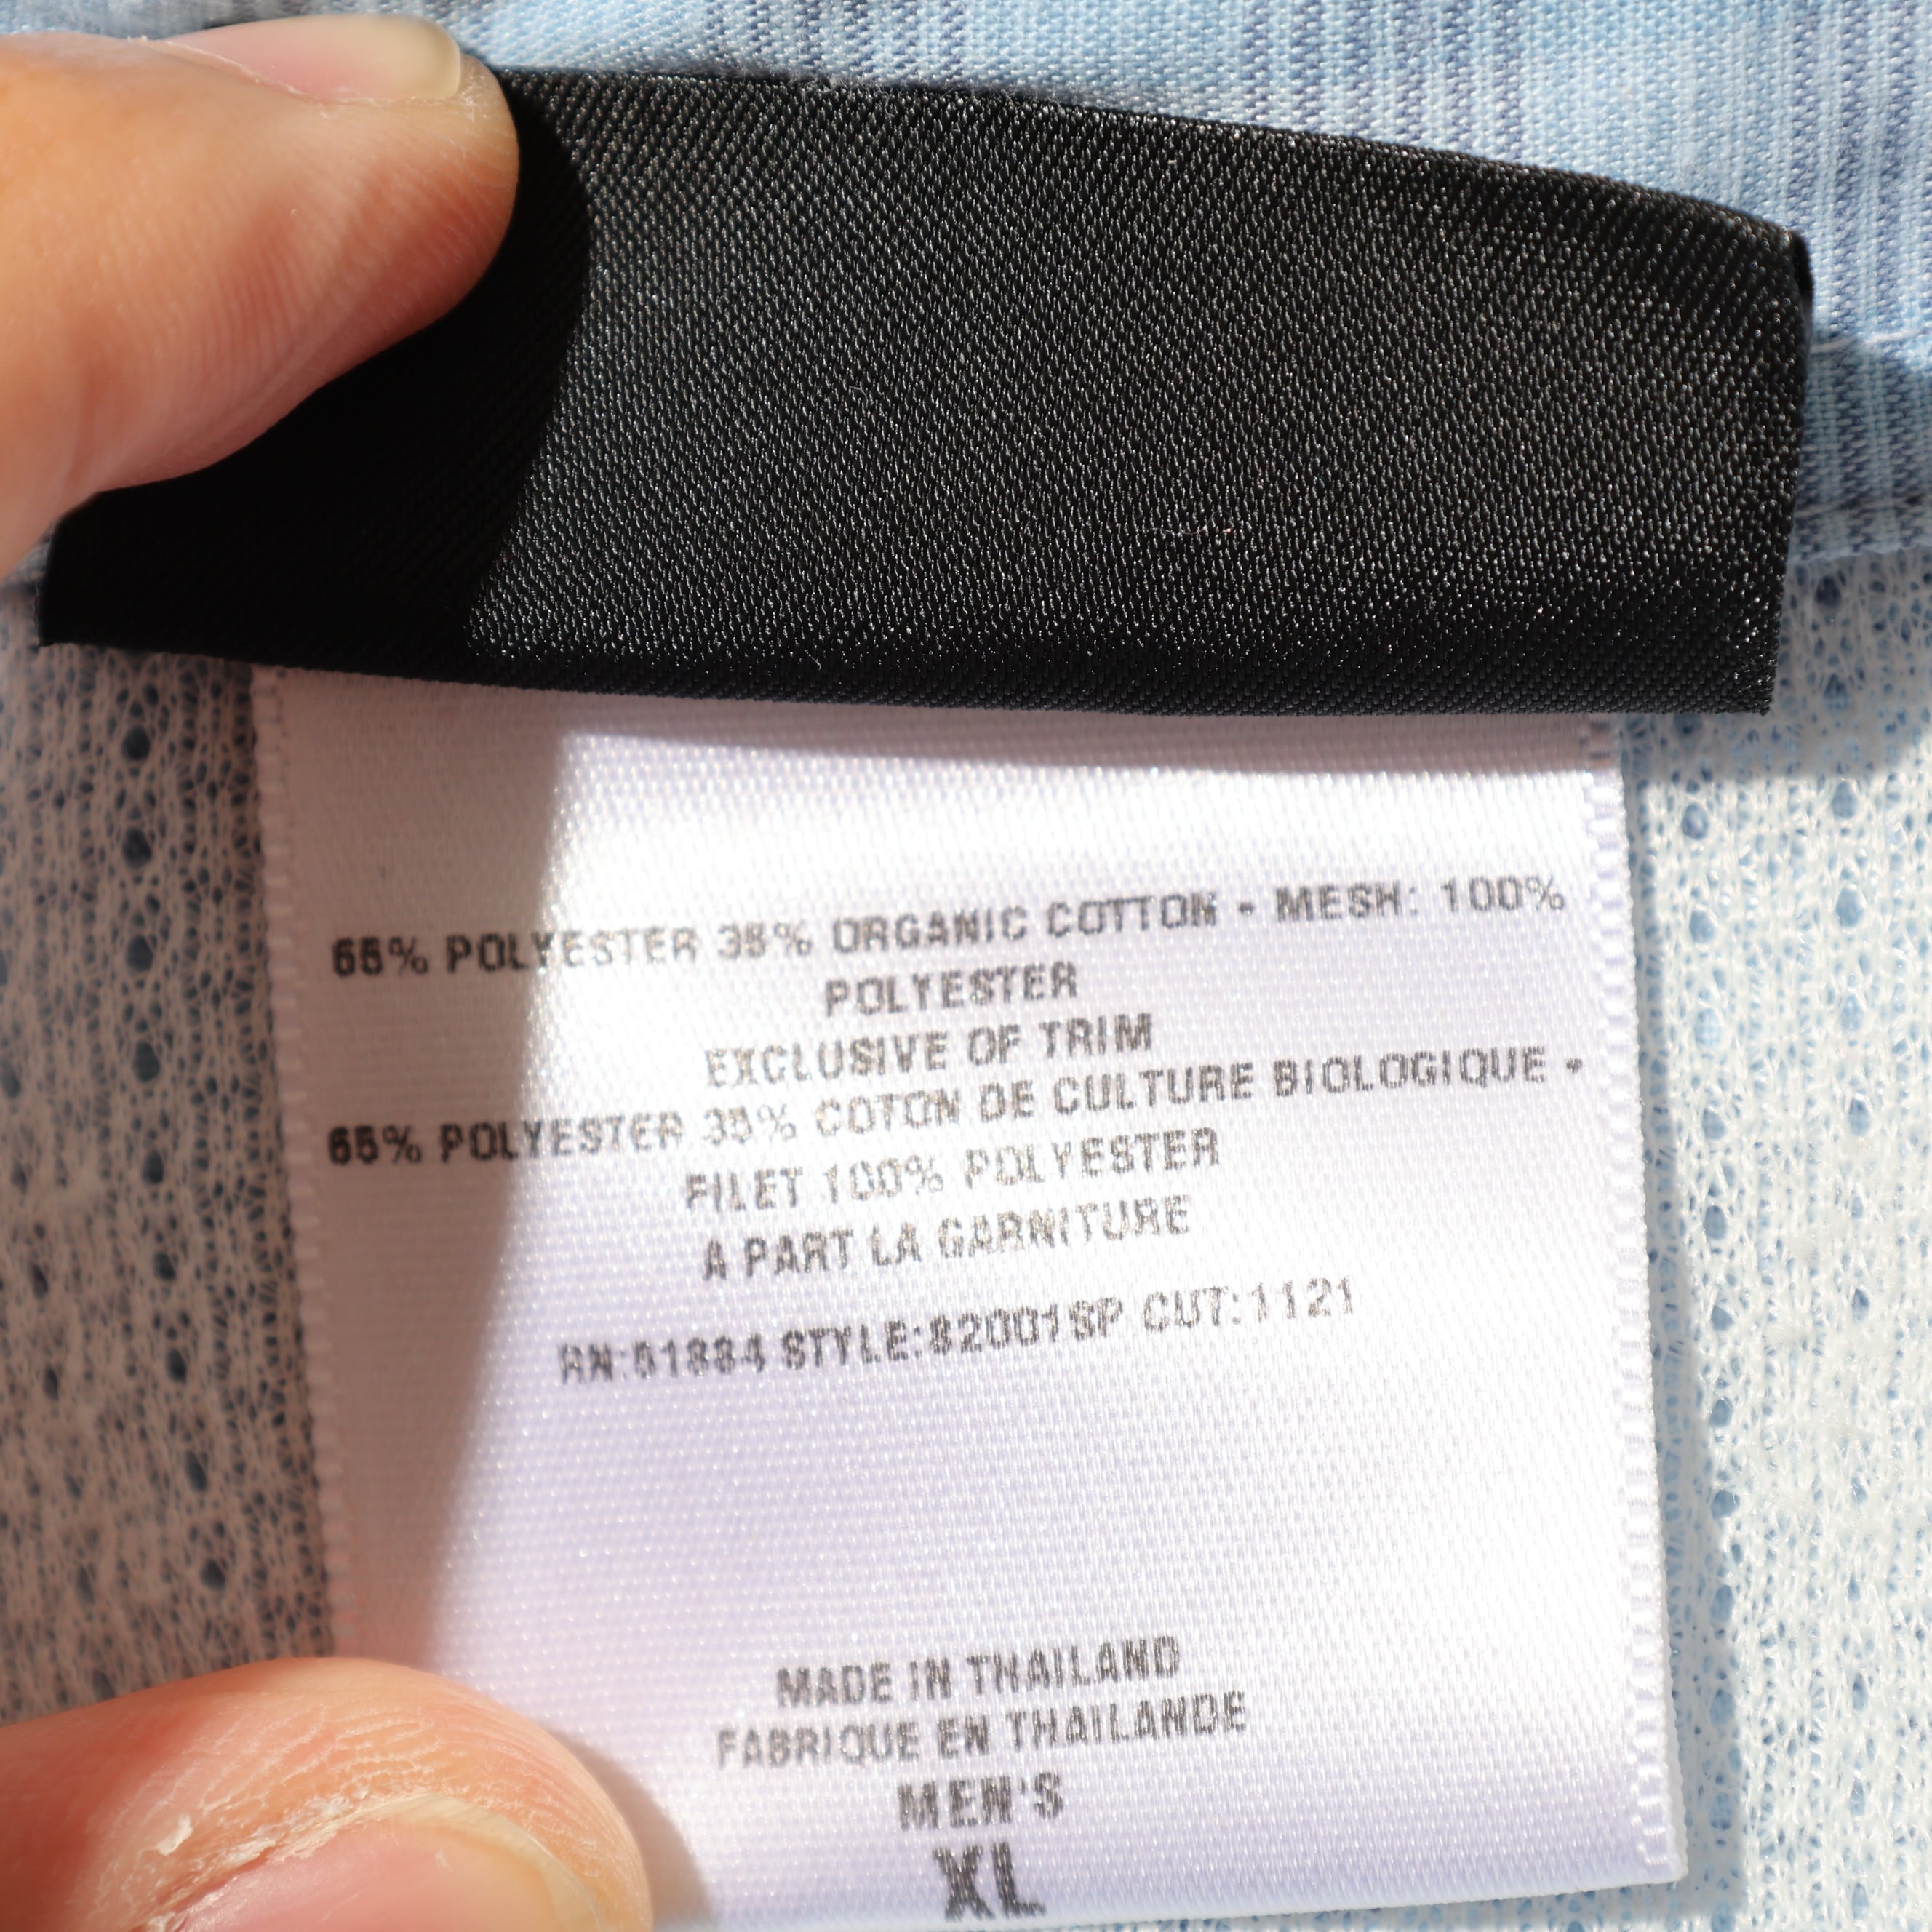 65% POLYESTER 35% ORGANIC COTTON - MESH: 100%
POLYESTER
EXCLUSIVE OF TRIM
65% POLYESTER 35% COTON DE CULTURE BIOLOGIQUE -
FILET 100% POLYESTER
A PART LA GARNITURE
RN:51884 STYLE:82001SP CUT:1121
MADE IN THAILAND
FABRIQUE EN THAILANDE
MEN'S
XL